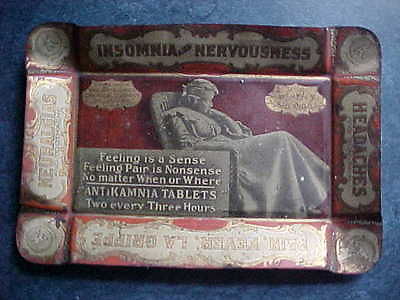 INSOMNIA AND NERVOUSNESS
NEURALGIA
HEADACHES
Feeling is a Sense
Feeling Pain is Nonsense
No matter When or Where
ANTIKAMNIA TABLETS
Two every Three Hours
PAIN, FEVER, LA GRIPPE